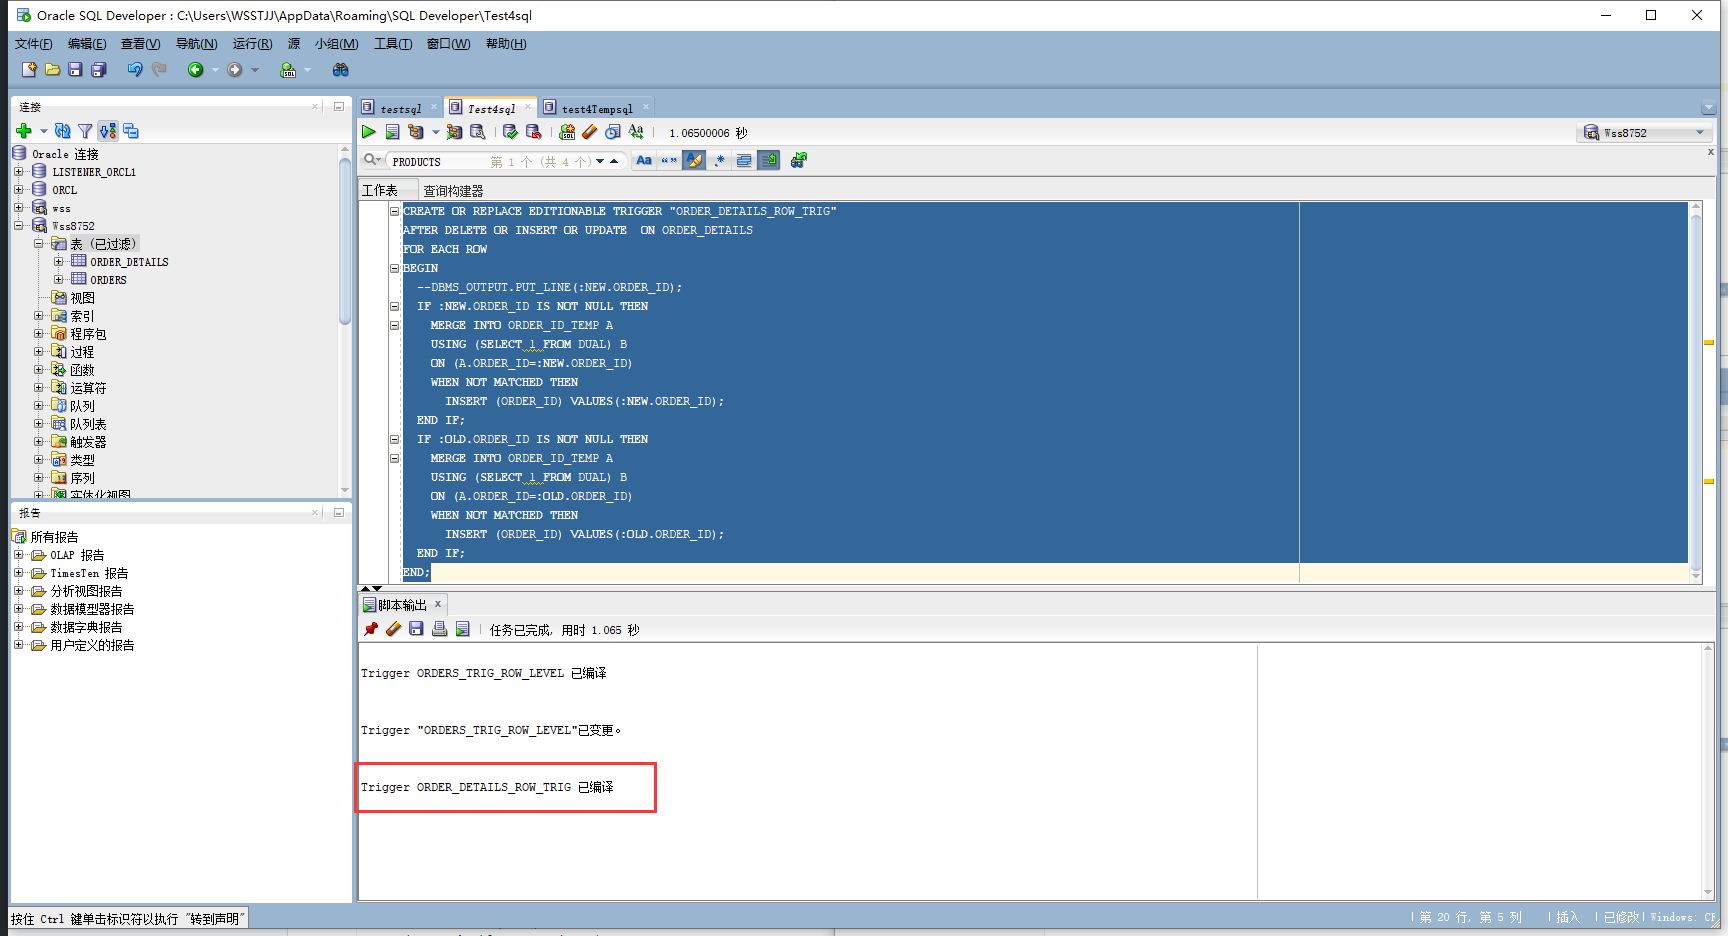 Oracle SQL Developer : C:\Users\WSSTJJ\AppData\Roaming\SQL Developer\Test4sql
文件(F) 编辑(E) 查看(V) 导航(N) 运行(R) 源 小组(M) 工具(T) 窗口(W) 帮助(H)
连接
Oracle 连接
LISTENER_ORCL1
ORCL
wss
Wss8752
表 (已过滤)
ORDER_DETAILS
ORDERS
视图
索引
程序包
过程
函数
运算符
队列
队列表
触发器
类型
序列
实体化视图
报告
所有报告
OLAP 报告
TimesTen 报告
分析视图报告
数据模型器报告
数据字典报告
用户定义的报告
testsql Test4sql test4Tempsql
1.06500006 秒
Wss8752
PRODUCTS 第 1 个 (共 4 个)
工作表 查询构建器
CREATE OR REPLACE EDITIONABLE TRIGGER "ORDER_DETAILS_ROW_TRIG"
AFTER DELETE OR INSERT OR UPDATE  ON ORDER_DETAILS
FOR EACH ROW
BEGIN
--DBMS_OUTPUT.PUT_LINE(:NEW.ORDER_ID);
IF :NEW.ORDER_ID IS NOT NULL THEN
MERGE INTO ORDER_ID_TEMP A
USING (SELECT 1 FROM DUAL) B
ON (A.ORDER_ID=:NEW.ORDER_ID)
WHEN NOT MATCHED THEN
INSERT (ORDER_ID) VALUES(:NEW.ORDER_ID);
END IF;
IF :OLD.ORDER_ID IS NOT NULL THEN
MERGE INTO ORDER_ID_TEMP A
USING (SELECT 1 FROM DUAL) B
ON (A.ORDER_ID=:OLD.ORDER_ID)
WHEN NOT MATCHED THEN
INSERT (ORDER_ID) VALUES(:OLD.ORDER_ID);
END IF;
END;
脚本输出
任务已完成, 用时 1.065 秒
Trigger ORDERS_TRIG_ROW_LEVEL 已编译
Trigger "ORDERS_TRIG_ROW_LEVEL"已变更。
Trigger ORDER_DETAILS_ROW_TRIG 已编译
按住 Ctrl 键单击标识符以执行 "转到声明"
第 20 行, 第 5 列 | 插入 | 已修改 | Windows: CF